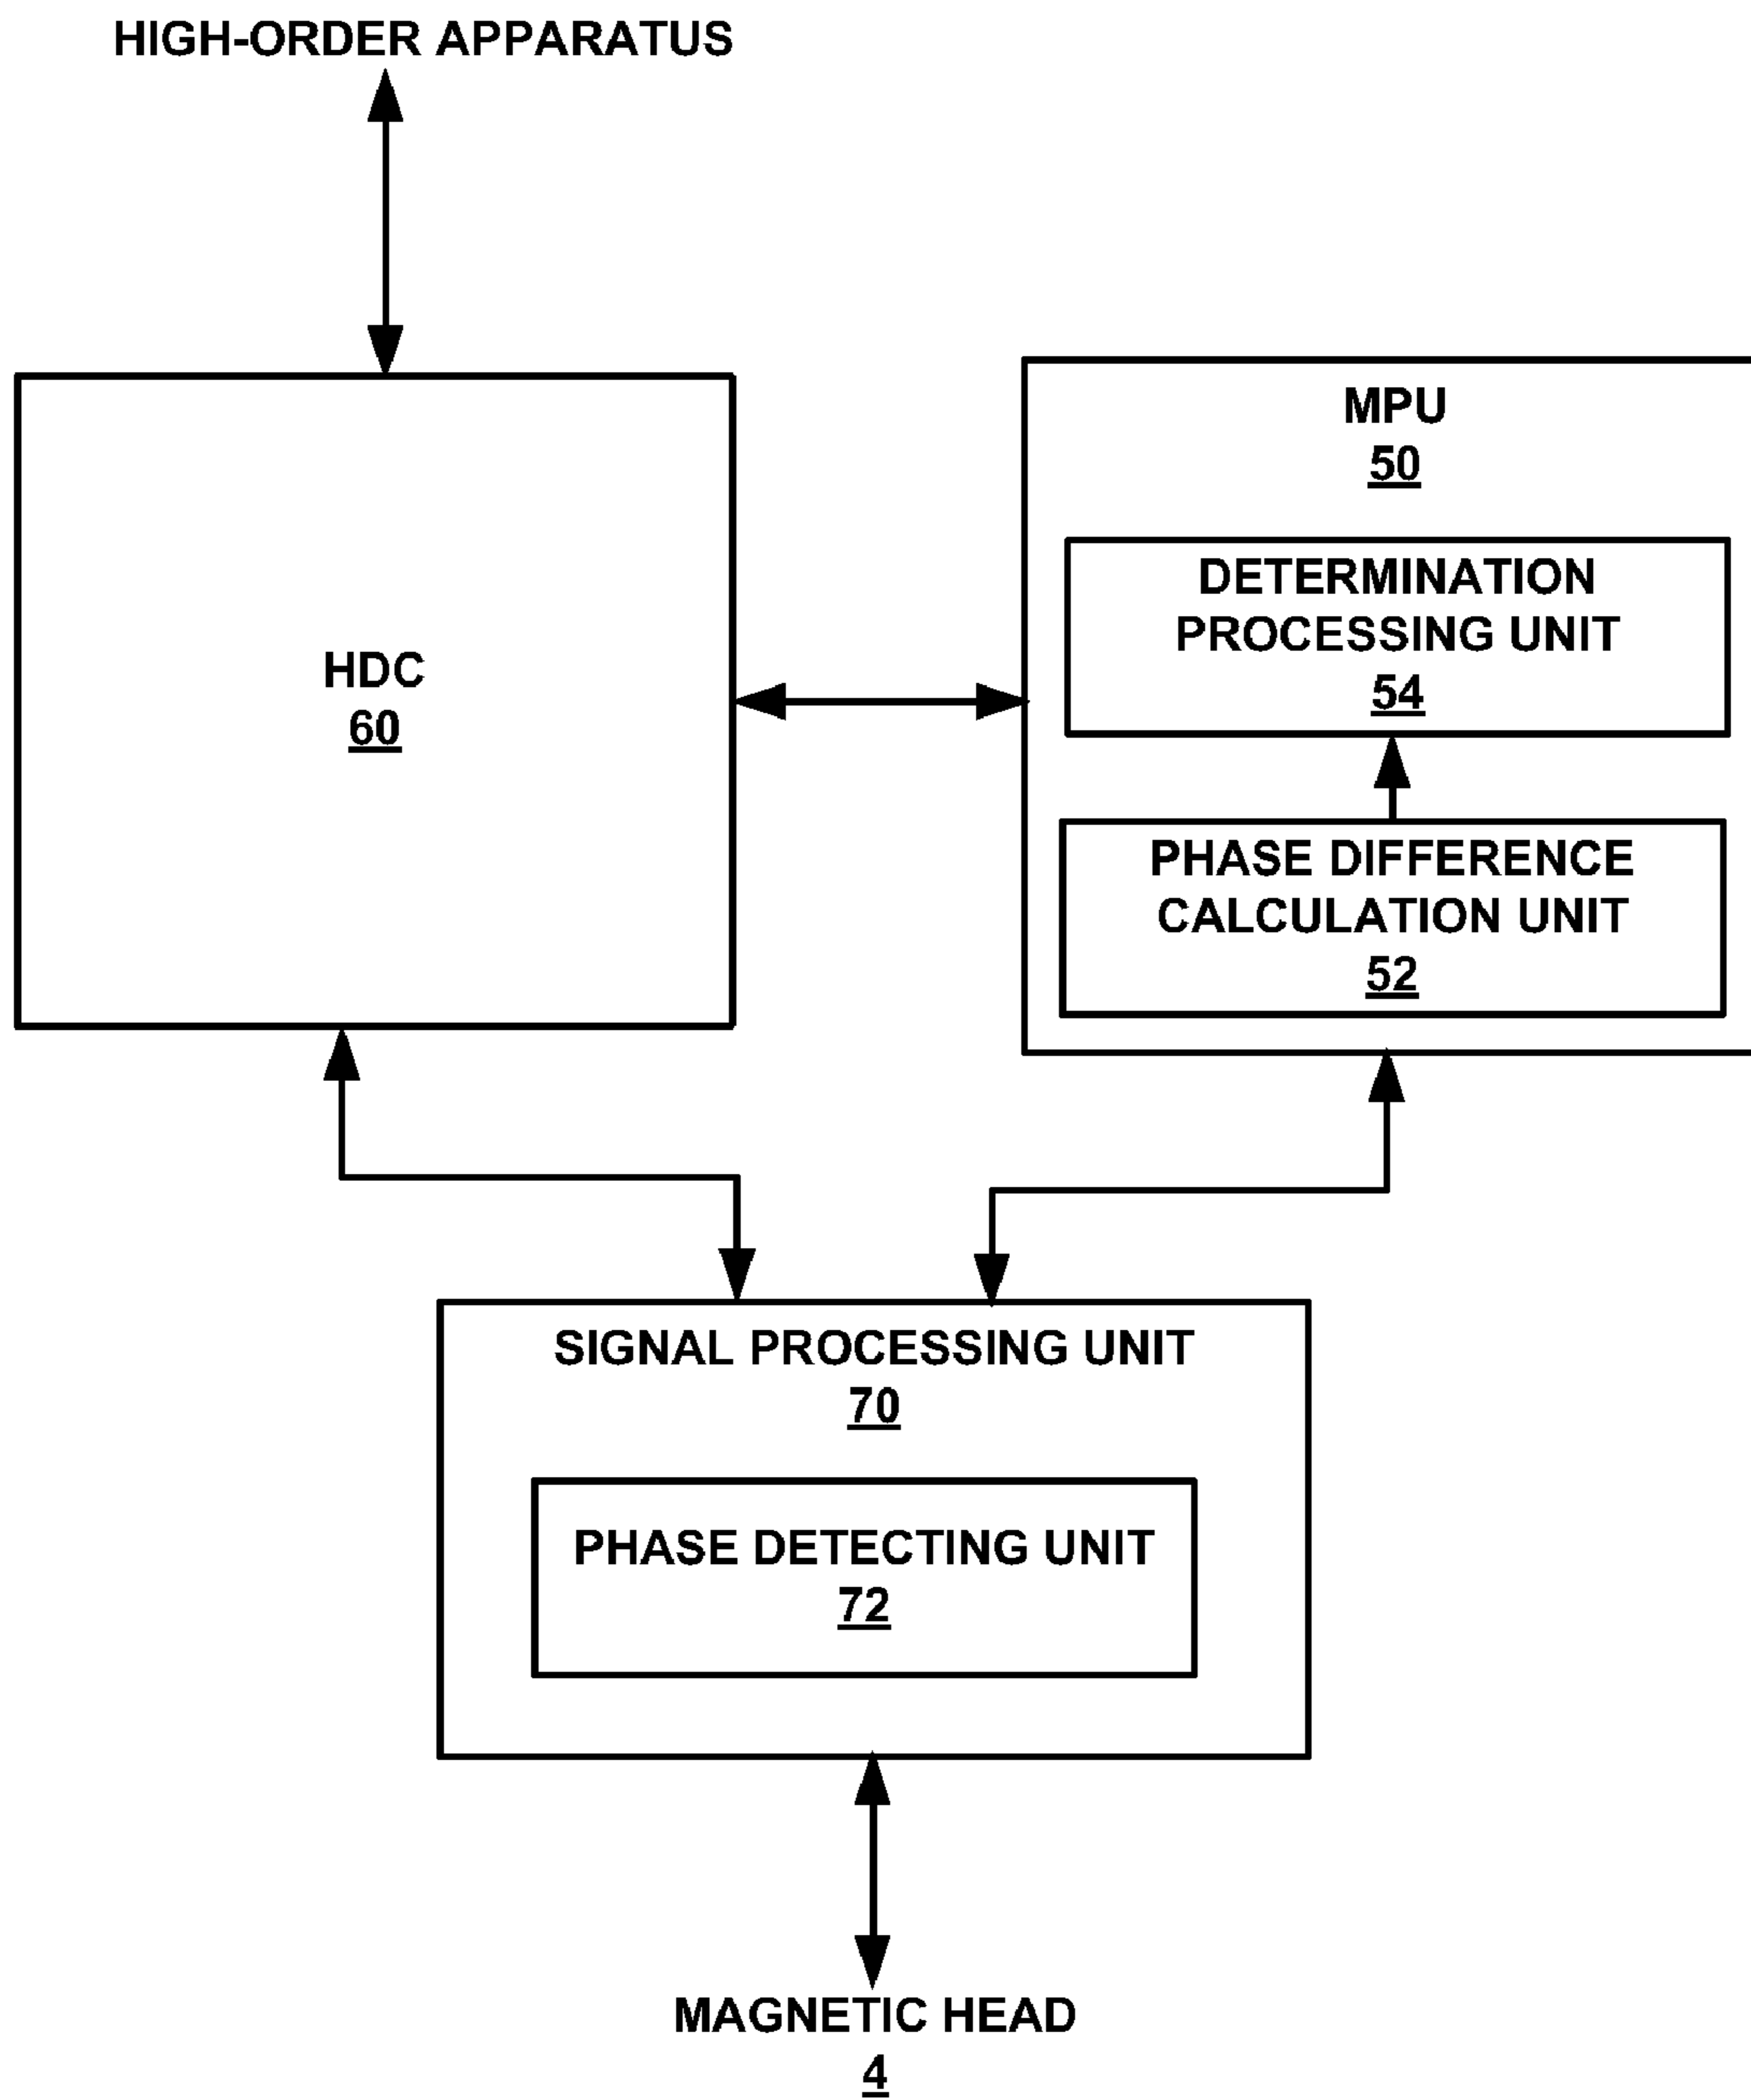 HIGH-ORDER APPARATUS
HDC
60
MPU
50
DETERMINATION
PROCESSING UNIT
54
PHASE DIFFERENCE
CALCULATION UNIT
52
SIGNAL PROCESSING UNIT
70
PHASE DETECTING UNIT
72
MAGNETIC HEAD
4